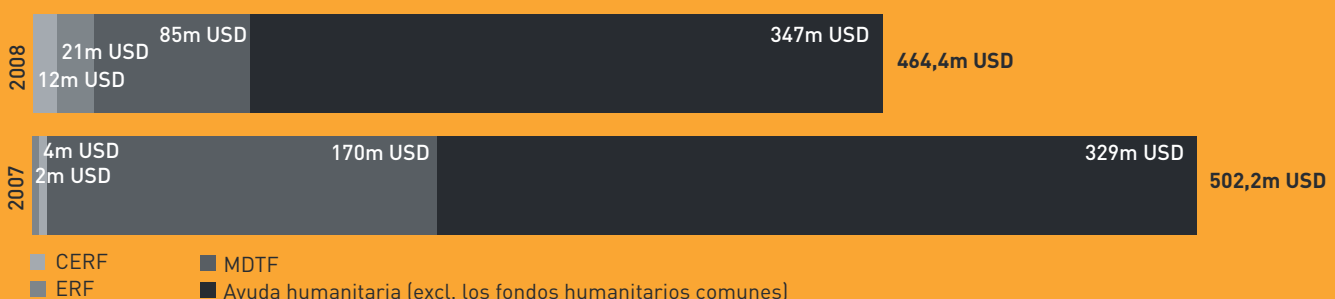 2008
85m USD
347m USD
21m USD
12m USD
464,4m USD
2007
4m USD
170m USD
329m USD
2m USD
502,2m USD
CERF
MDTF
ERF
Ayuda humanitaria (excl. los fondos humanitarios comunes)